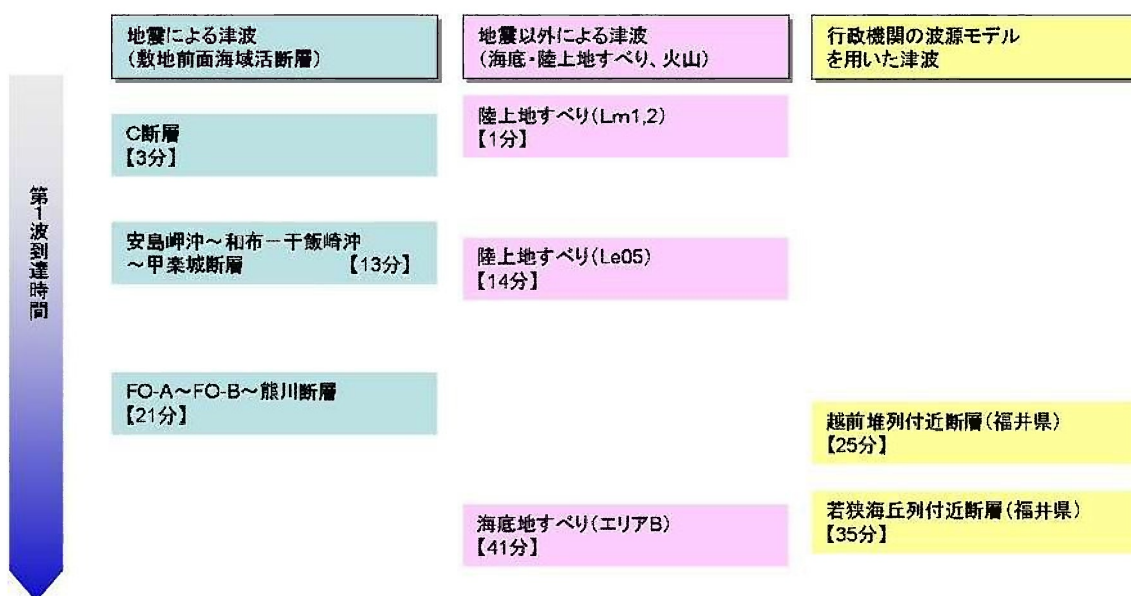 地震による津波
(敷地前面海域活断層)
地震以外による津波
(海底・陸上地すべり、火山)
行政機関の波源モデル
を用いた津波
第1波到達時間
C断層
【3分】
陸上地すべり(Lm1,2)
【1分】
安島岬沖~和布ー干飯崎沖
~甲楽城断層 【13分】
陸上地すべり(Le05)
【14分】
FO-A~FO-B~熊川断層
【21分】
越前堆列付近断層(福井県)
【25分】
海底地すべり(エリアB)
【41分】
若狭海丘列付近断層(福井県)
【35分】